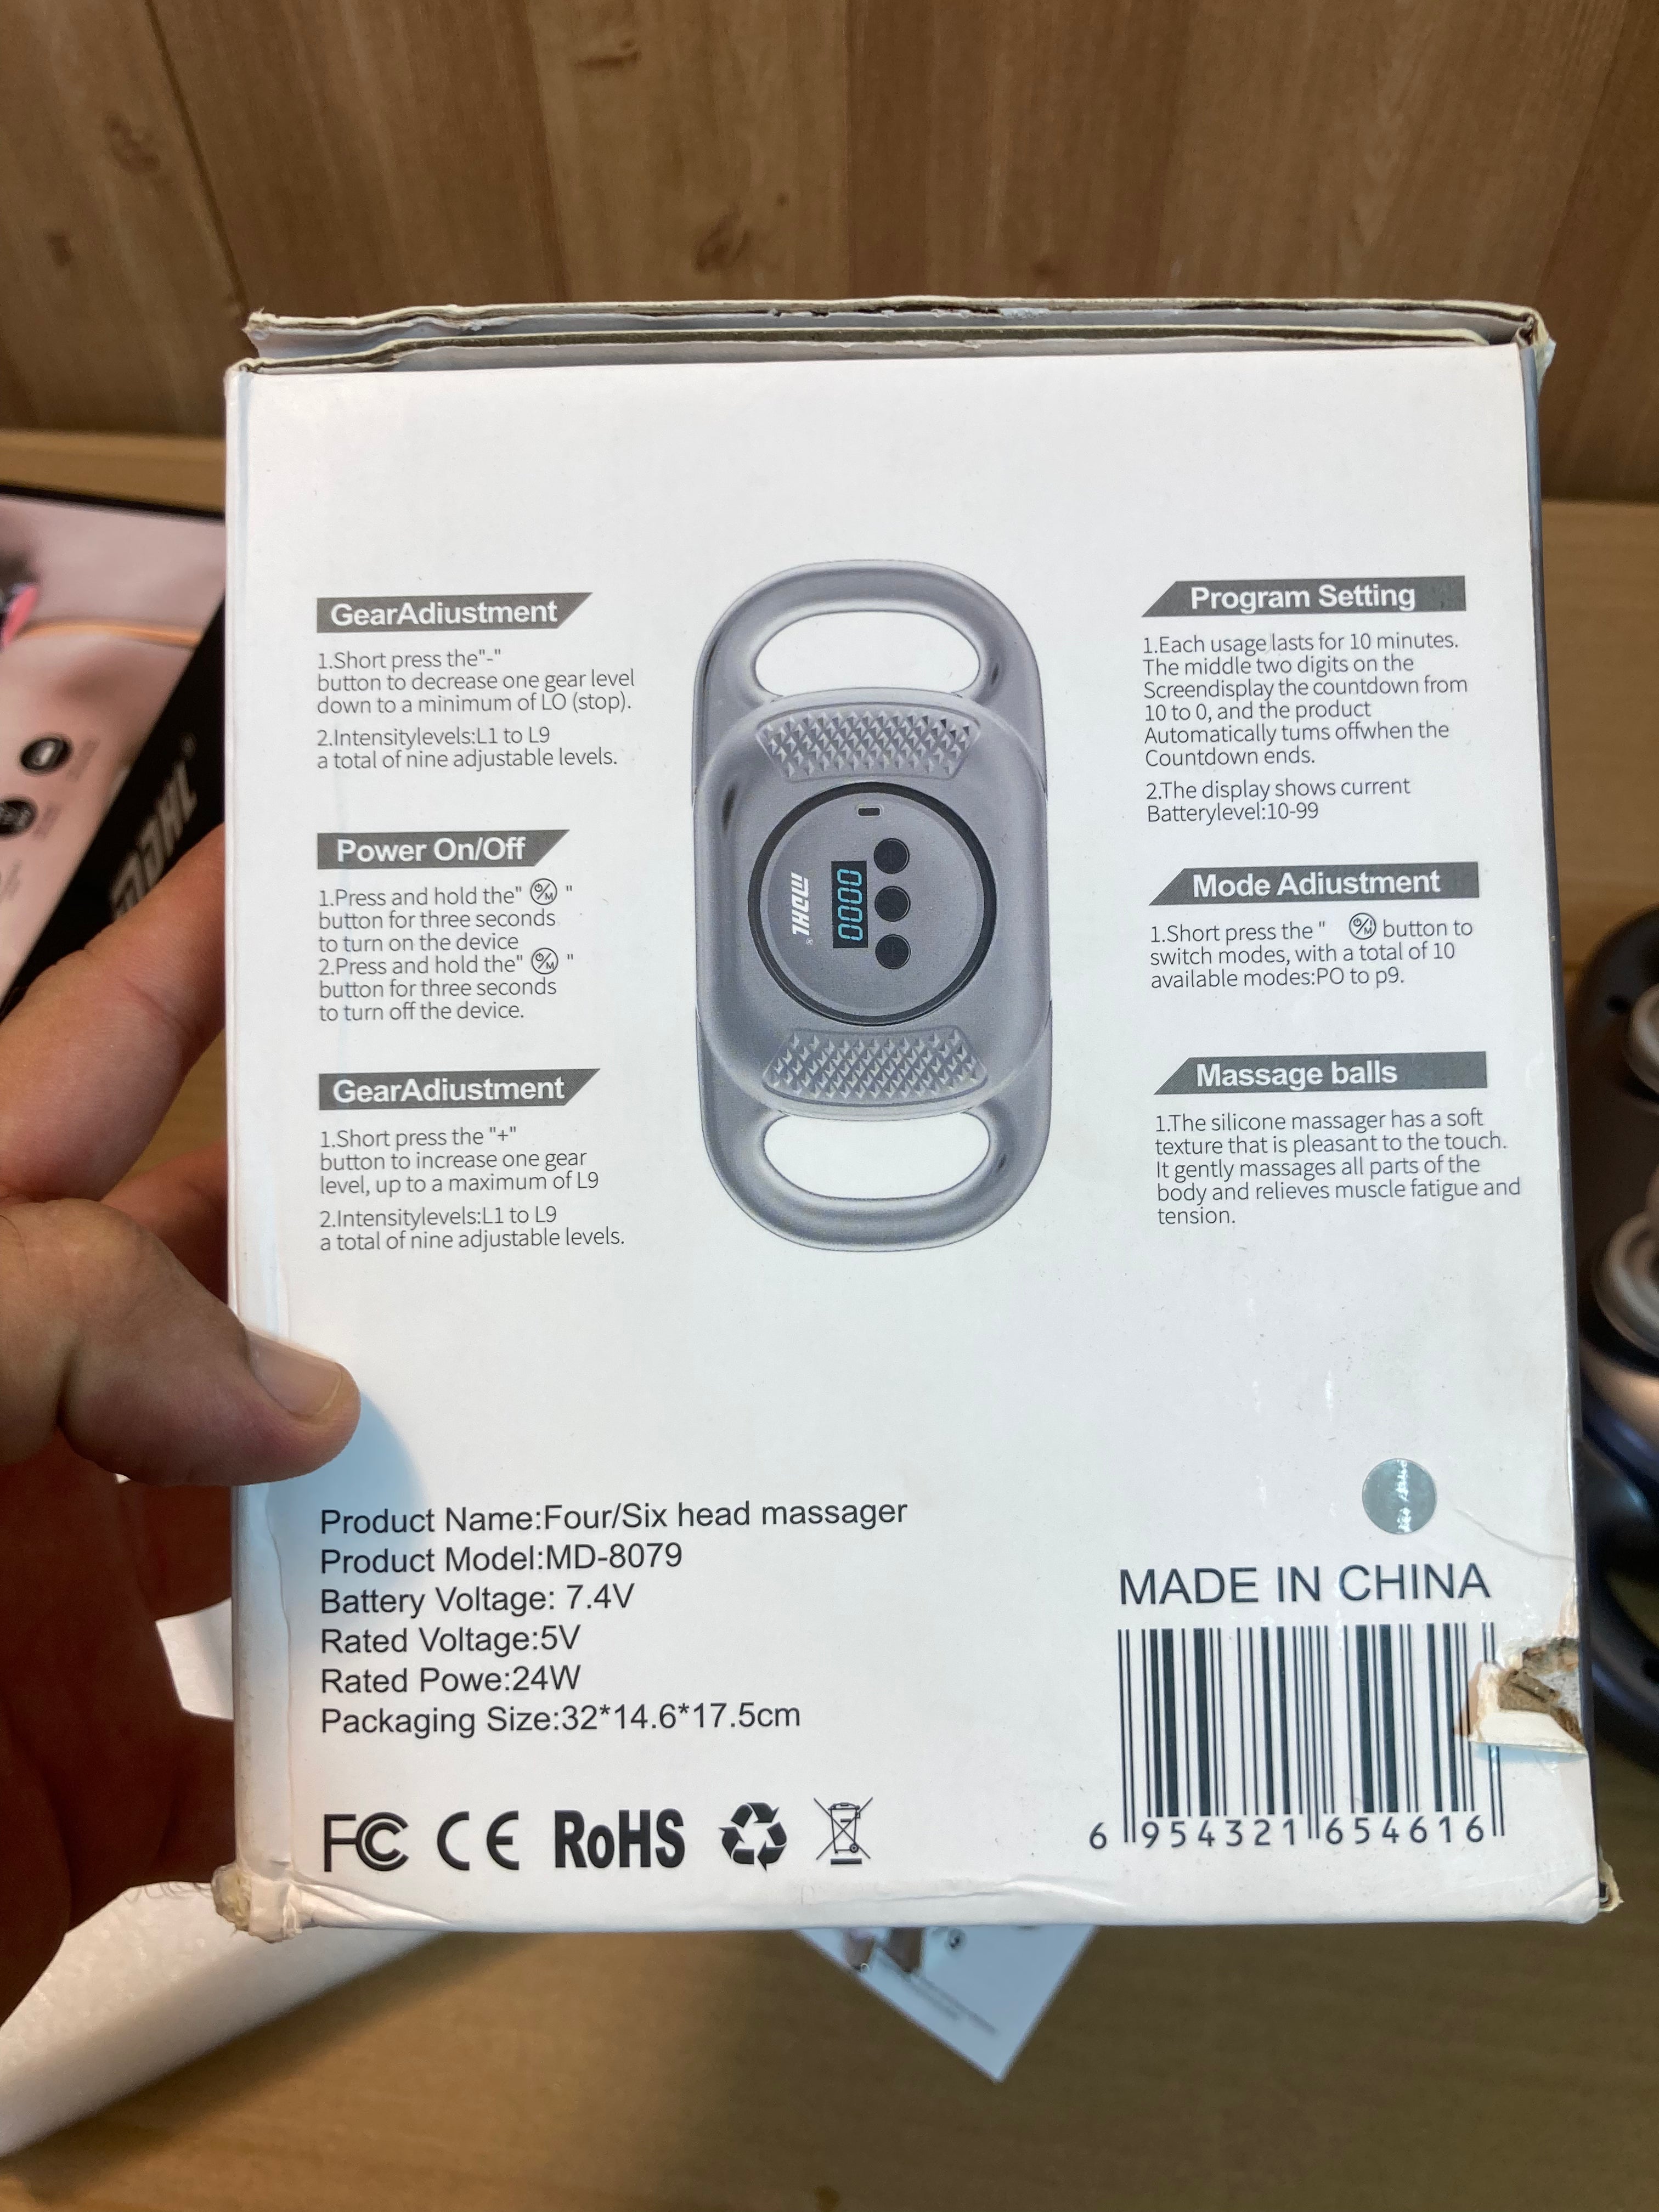 GearAdiustment
1.Short press the"-"
button to decrease one gear level
down to a minimum of LO (stop).
2.Intensitylevels:L1 to L9
a total of nine adjustable levels.
Power On/Off
1.Press and hold the" ⏻/M "
button for three seconds
to turn on the device
2.Press and hold the" ⏻/M "
button for three seconds
to turn off the device.
GearAdiustment
1.Short press the "+"
button to increase one gear
level, up to a maximum of L9
2.Intensitylevels:L1 to L9
a total of nine adjustable levels.
0000
Program Setting
1.Each usage lasts for 10 minutes.
The middle two digits on the
Screendisplay the countdown from
10 to 0, and the product
Automatically tums offwhen the
Countdown ends.
2.The display shows current
Batterylevel:10-99
Mode Adiustment
1.Short press the " ⏻/M button to
switch modes, with a total of 10
available modes:PO to p9.
Massage balls
1.The silicone massager has a soft
texture that is pleasant to the touch.
It gently massages all parts of the
body and relieves muscle fatigue and
tension.
Product Name:Four/Six head massager
Product Model:MD-8079
Battery Voltage: 7.4V
Rated Voltage:5V
Rated Powe:24W
Packaging Size:32*14.6*17.5cm
FC CE RoHS
MADE IN CHINA
6 954321 654616